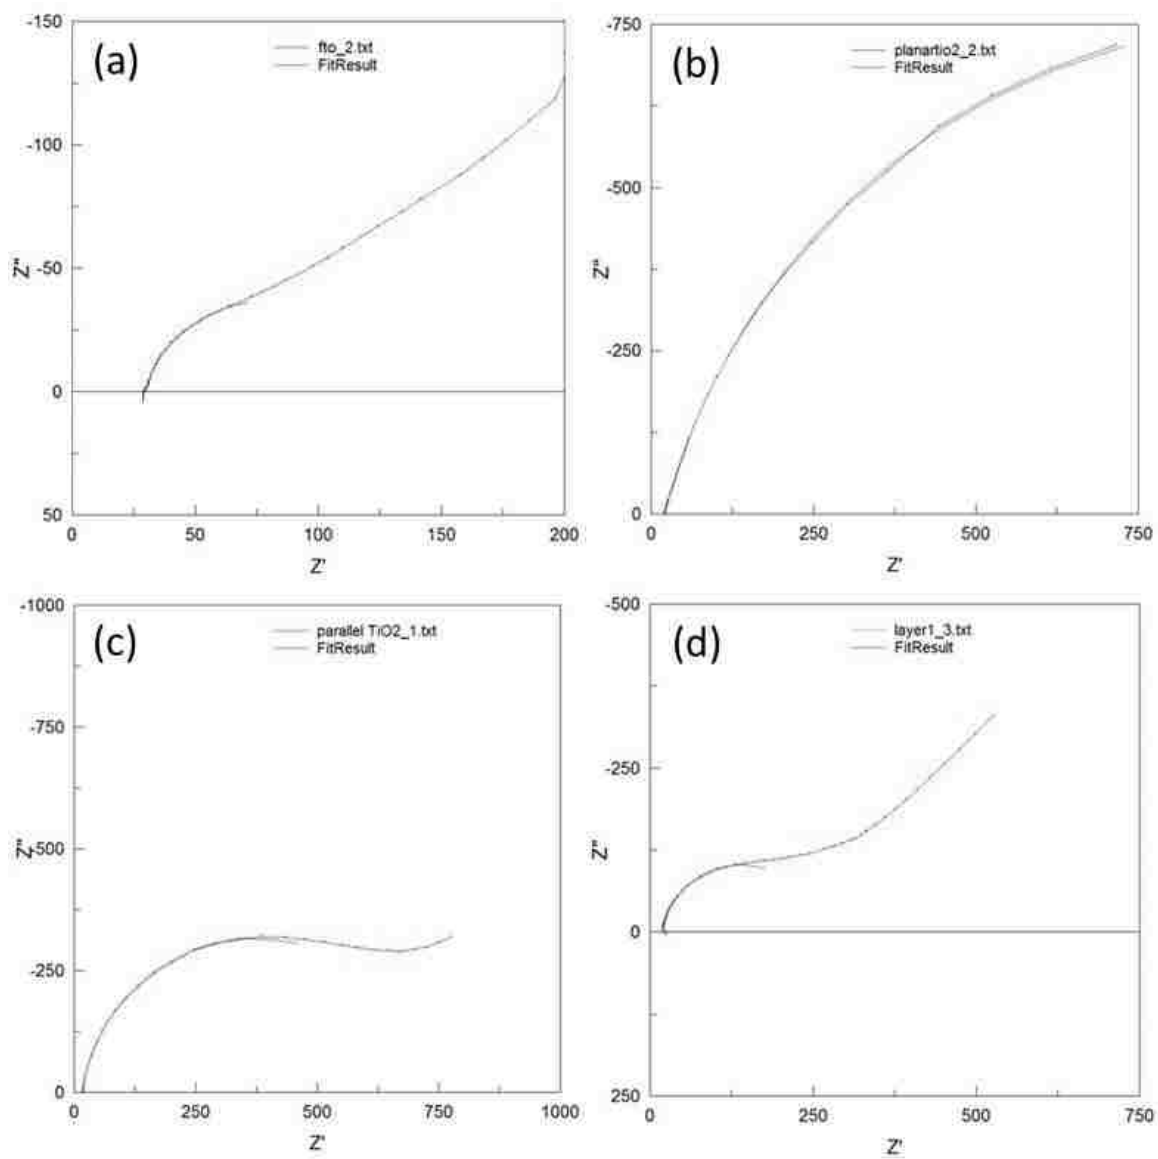 (a)
fto_2.txt
FitResult
-150
-100
-50
0
50
Z"
0
50
100
150
200
Z'
(b)
planartio2_2.txt
FitResult
-750
-500
-250
0
Z"
0
250
500
750
Z'
(c)
parallel TiO2_1.txt
FitResult
-1000
-750
-500
-250
0
Z"
0
250
500
750
1000
Z'
(d)
layer1_3.txt
FitResult
-500
-250
0
250
Z"
0
250
500
750
Z'